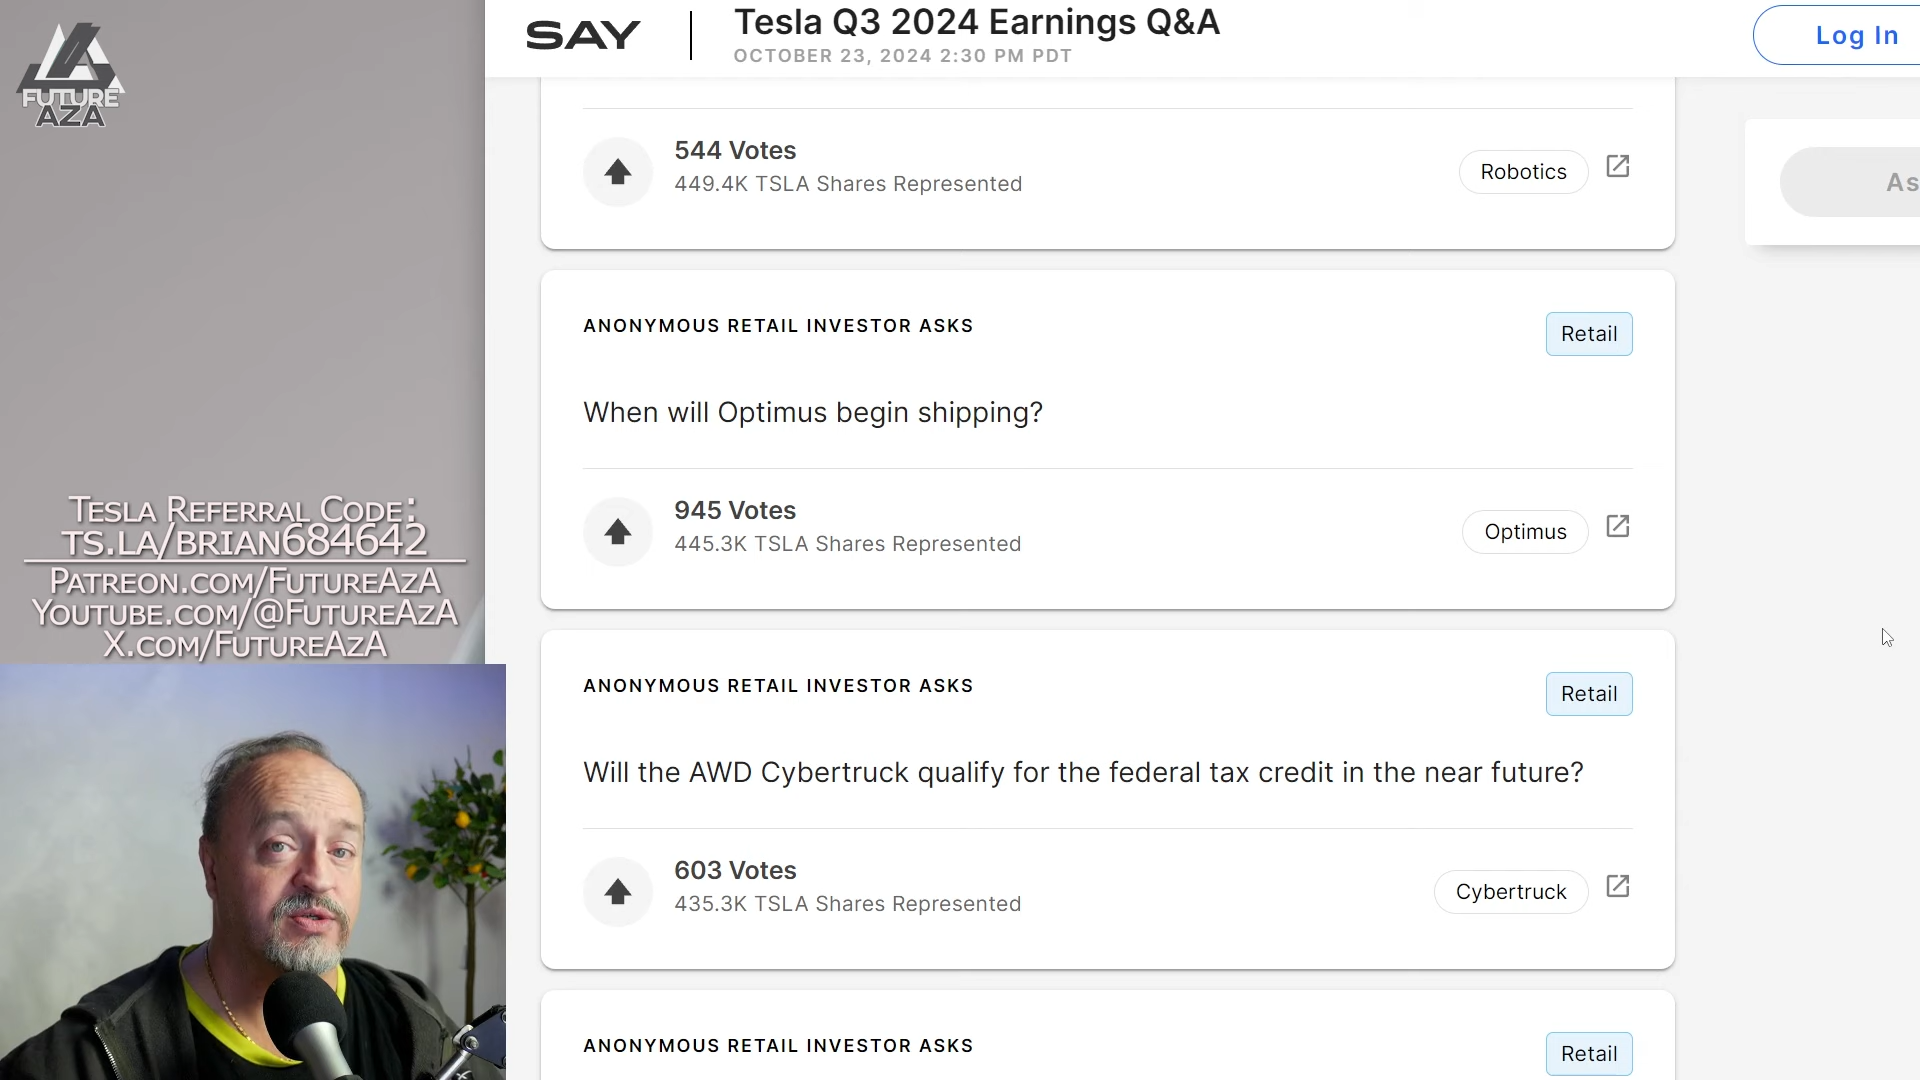 FUTURE
AZA
SAY
Tesla Q3 2024 Earnings Q&A
OCTOBER 23, 2024 2:30 PM PDT
Log In
544 Votes
449.4K TSLA Shares Represented
Robotics
As
ANONYMOUS RETAIL INVESTOR ASKS
Retail
When will Optimus begin shipping?
945 Votes
445.3K TSLA Shares Represented
Optimus
ANONYMOUS RETAIL INVESTOR ASKS
Retail
Will the AWD Cybertruck qualify for the federal tax credit in the near future?
603 Votes
435.3K TSLA Shares Represented
Cybertruck
ANONYMOUS RETAIL INVESTOR ASKS
Retail
Tesla Referral Code:
ts.la/brian684642
Patreon.com/FutureAzA
Youtube.com/@FutureAzA
X.com/FutureAzA